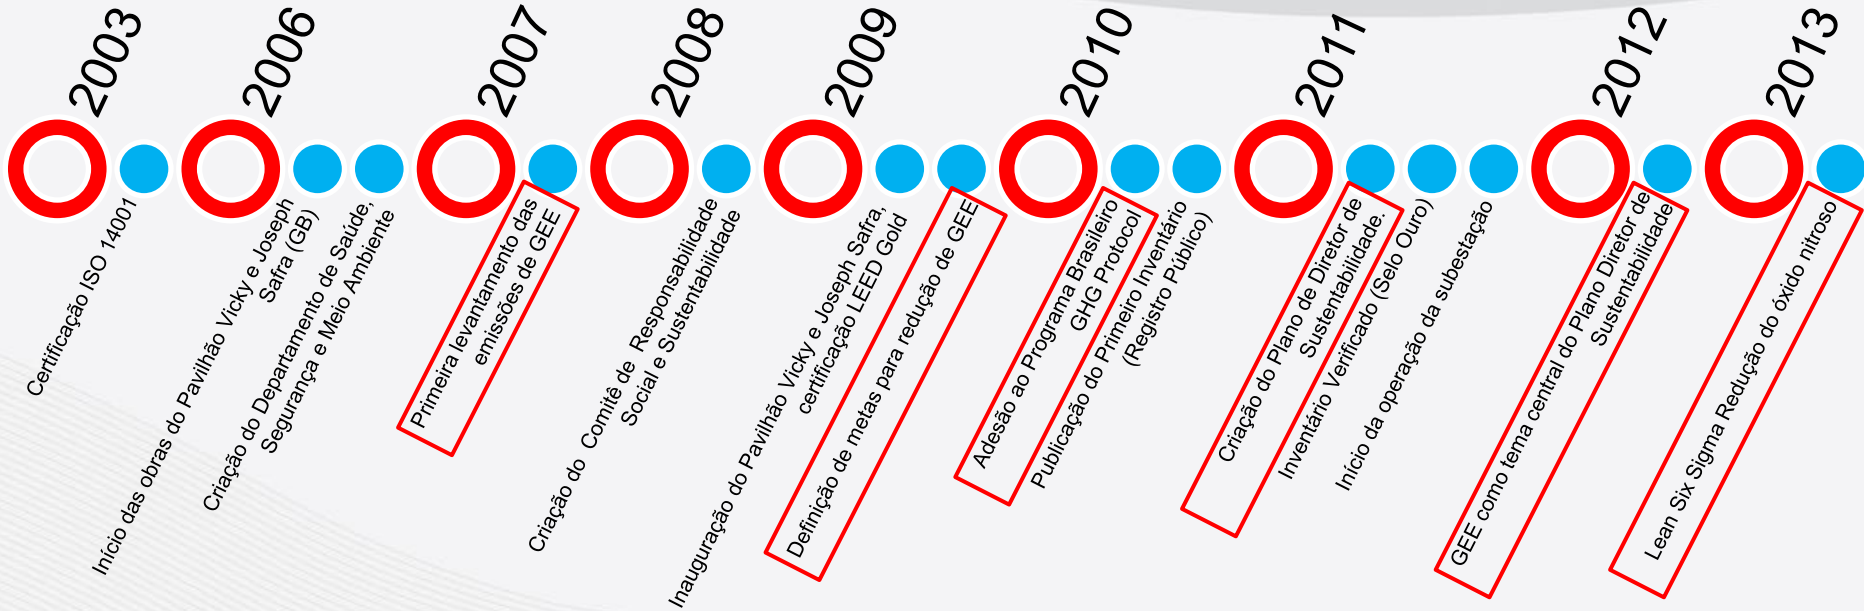 2003
Certificação ISO 14001
2006
Início das obras do Pavilhão Vicky e Joseph
Safra (GB)
Criação do Departamento de Saúde,
Segurança e Meio Ambiente
2007
Primeira levantamento das
emissões de GEE
2008
Criação do Comitê de Responsabilidade
Social e Sustentabilidade
2009
Inauguração do Pavilhão Vicky e Joseph Safra,
certificação LEED Gold
Definição de metas para redução de GEE
2010
Adesão ao Programa Brasileiro
GHG Protocol
Publicação do Primeiro Inventário
(Registro Público)
2011
Criação do Plano de Diretor de
Sustentabilidade.
Inventário Verificado (Selo Ouro)
Início da operação da subestação
2012
GEE como tema central do Plano Diretor de
Sustentabilidade
2013
Lean Six Sigma Redução do óxido nitroso